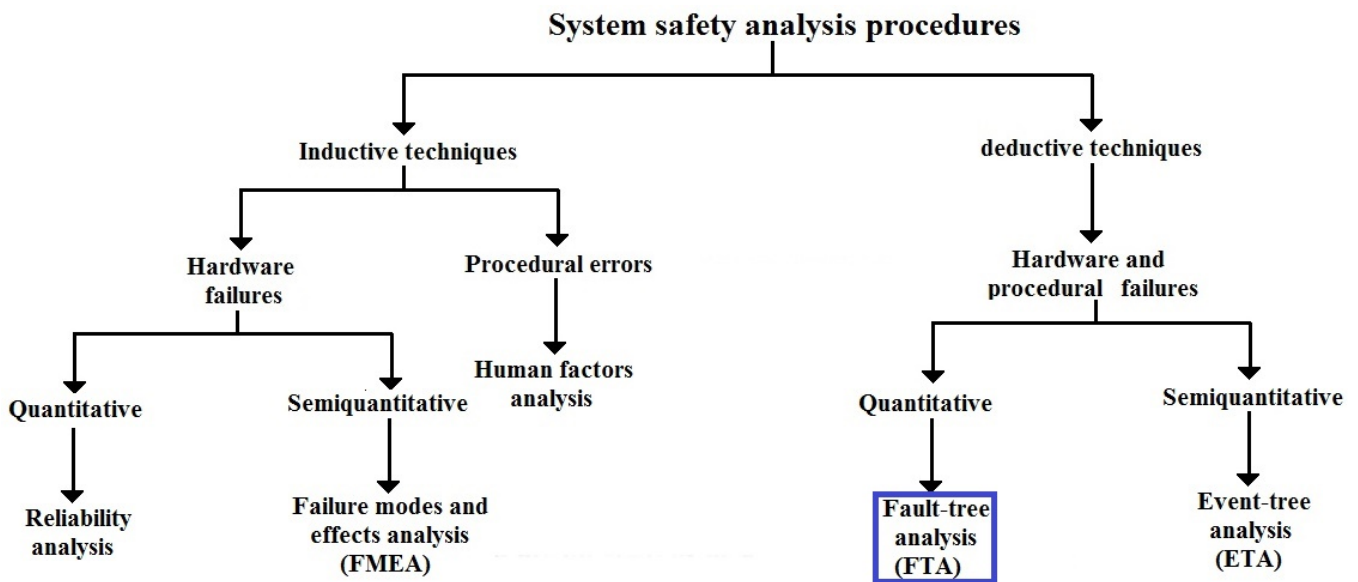 System safety analysis procedures
Inductive techniques
deductive techniques
Hardware
failures
Procedural errors
Hardware and
procedural failures
Human factors
analysis
Quantitative
Semiquantitative
Quantitative
Semiquantitative
Reliability
analysis
Failure modes and
effects analysis
(FMEA)
Fault-tree
analysis
(FTA)
Event-tree
analysis
(ETA)